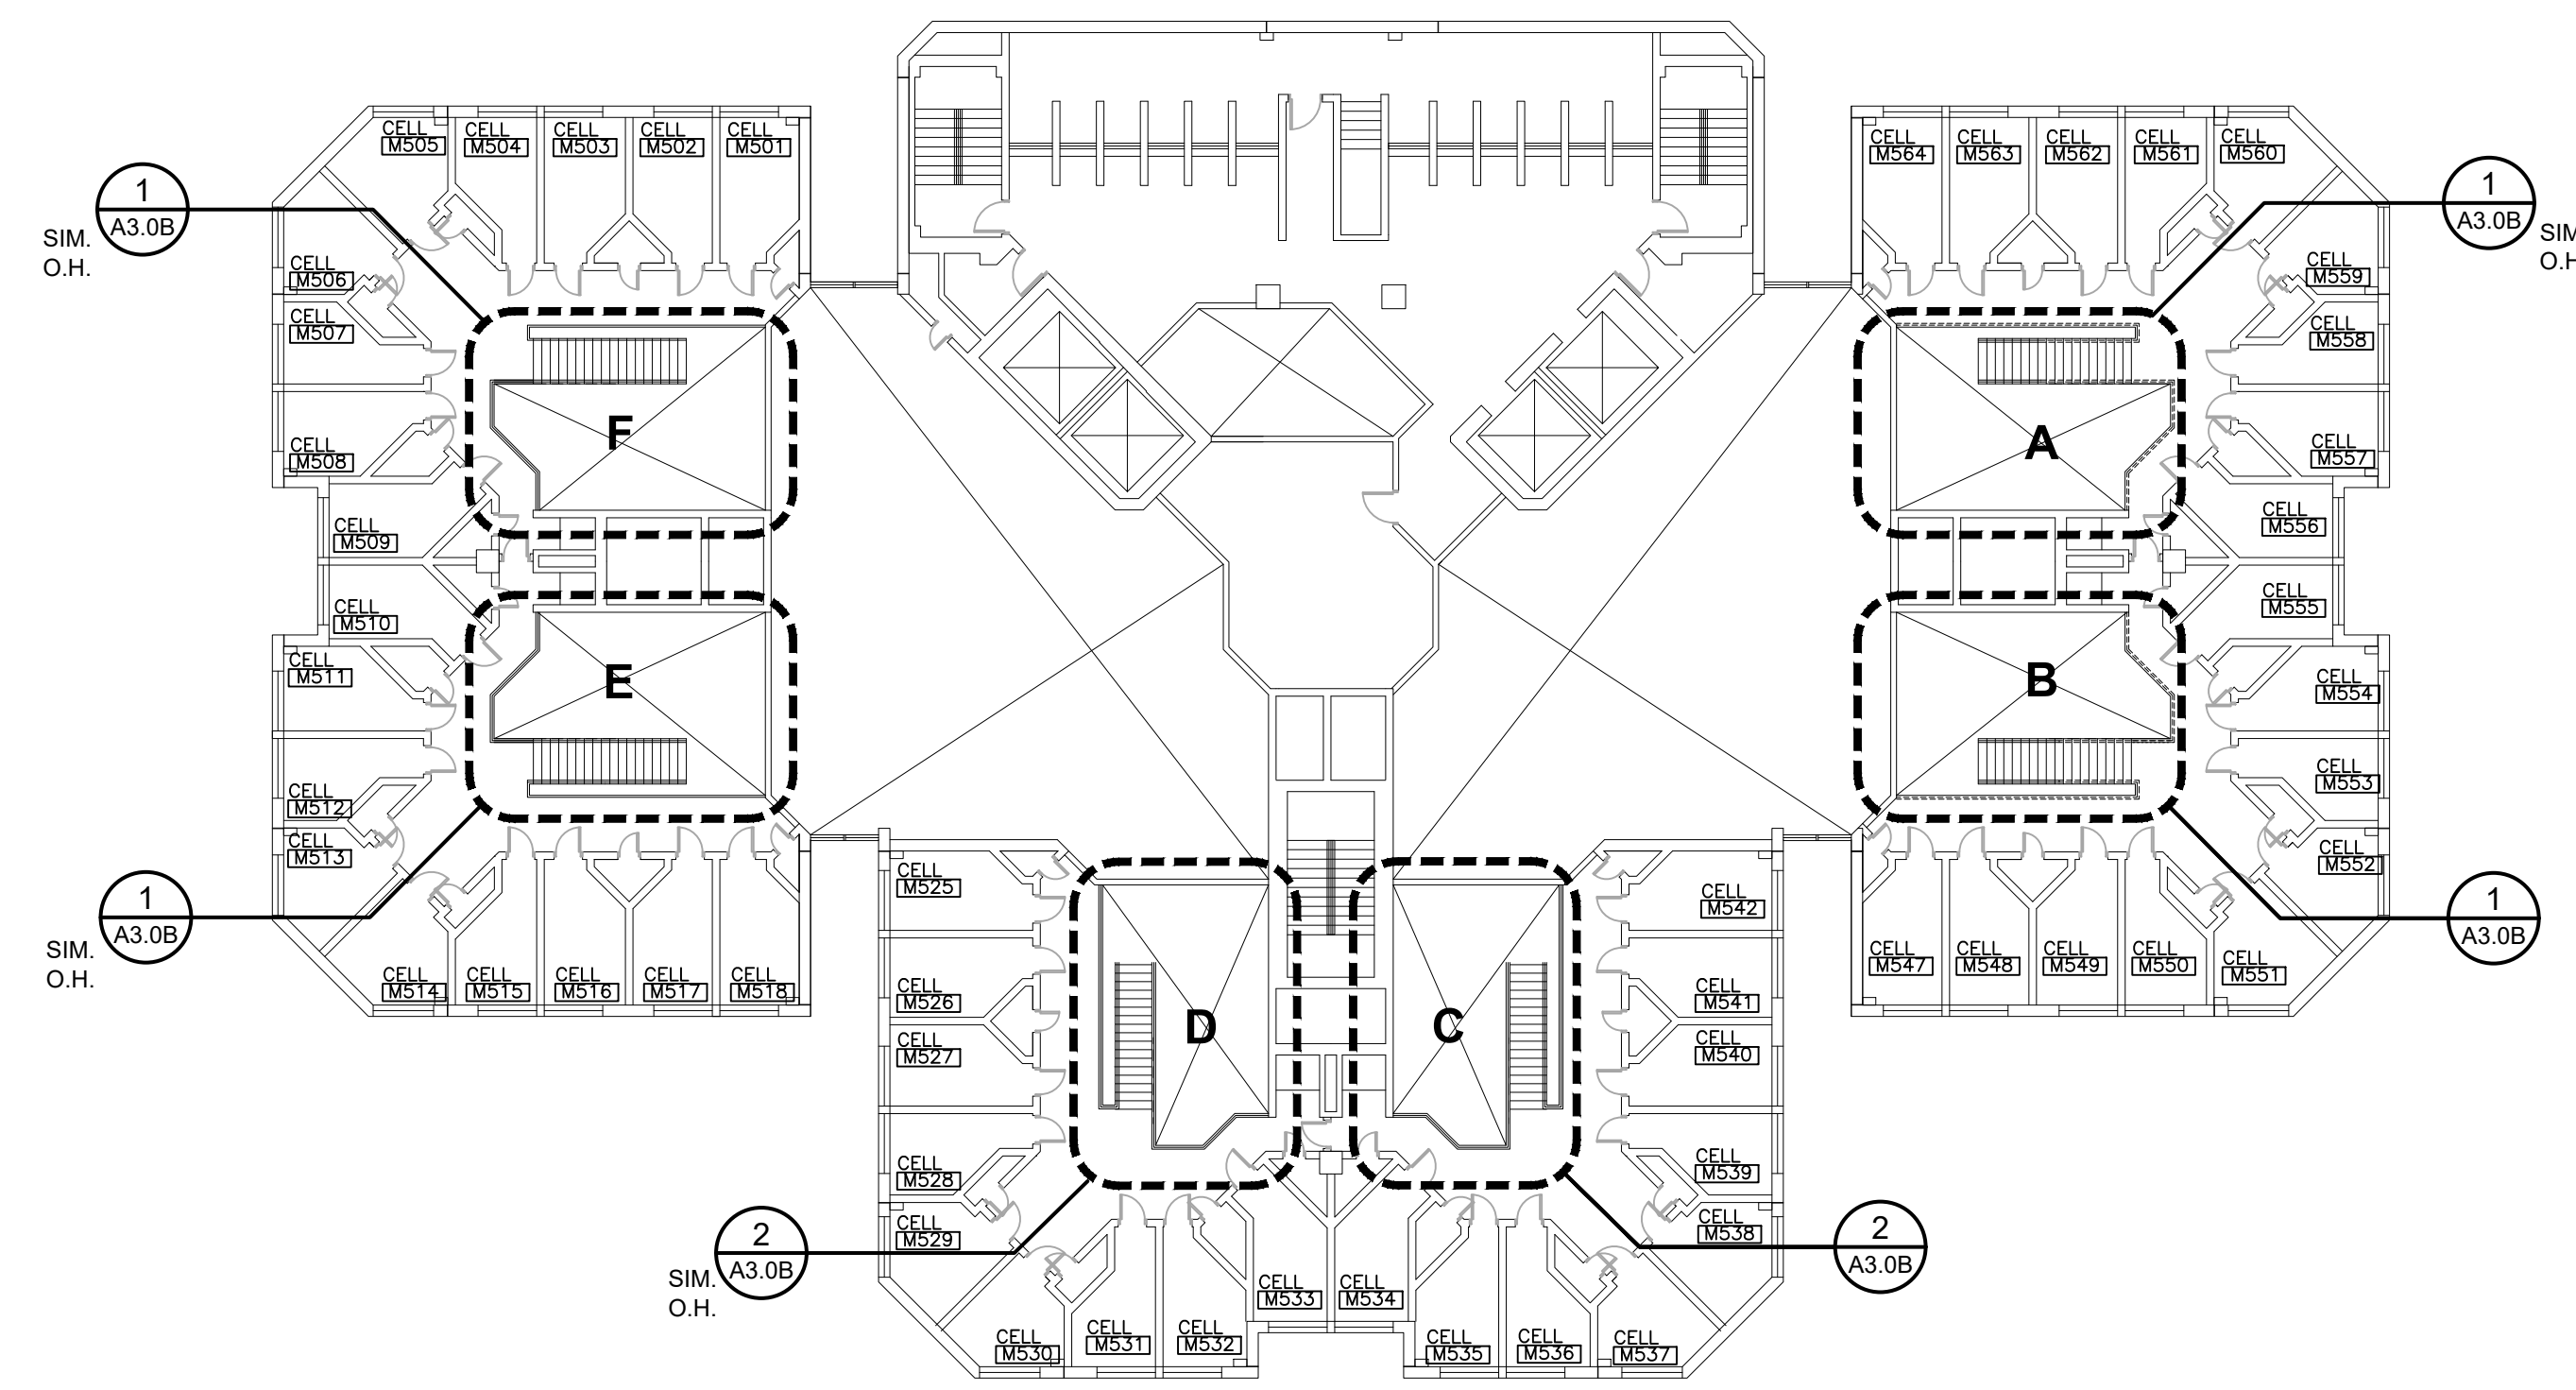 CELL
M505
CELL
M504
CELL
M503
CELL
M502
CELL
M501
CELL
M564
CELL
M563
CELL
M562
CELL
M561
CELL
M560
1
A3.0B
SIM.
O.H.
1
A3.0B
SIM
O.H
CELL
M506
CELL
M507
CELL
M508
CELL
M559
CELL
M558
CELL
M557
F
A
CELL
M509
CELL
M510
CELL
M556
CELL
M555
E
B
CELL
M511
CELL
M512
CELL
M513
CELL
M554
CELL
M553
CELL
M552
1
A3.0B
SIM.
O.H.
1
A3.0B
CELL
M514
CELL
M515
CELL
M516
CELL
M517
CELL
M518
CELL
M525
CELL
M526
CELL
M527
CELL
M528
CELL
M529
D
C
CELL
M542
CELL
M541
CELL
M540
CELL
M539
CELL
M538
CELL
M547
CELL
M548
CELL
M549
CELL
M550
CELL
M551
2
A3.0B
SIM.
O.H.
2
A3.0B
CELL
M530
CELL
M531
CELL
M532
CELL
M533
CELL
M534
CELL
M535
CELL
M536
CELL
M537